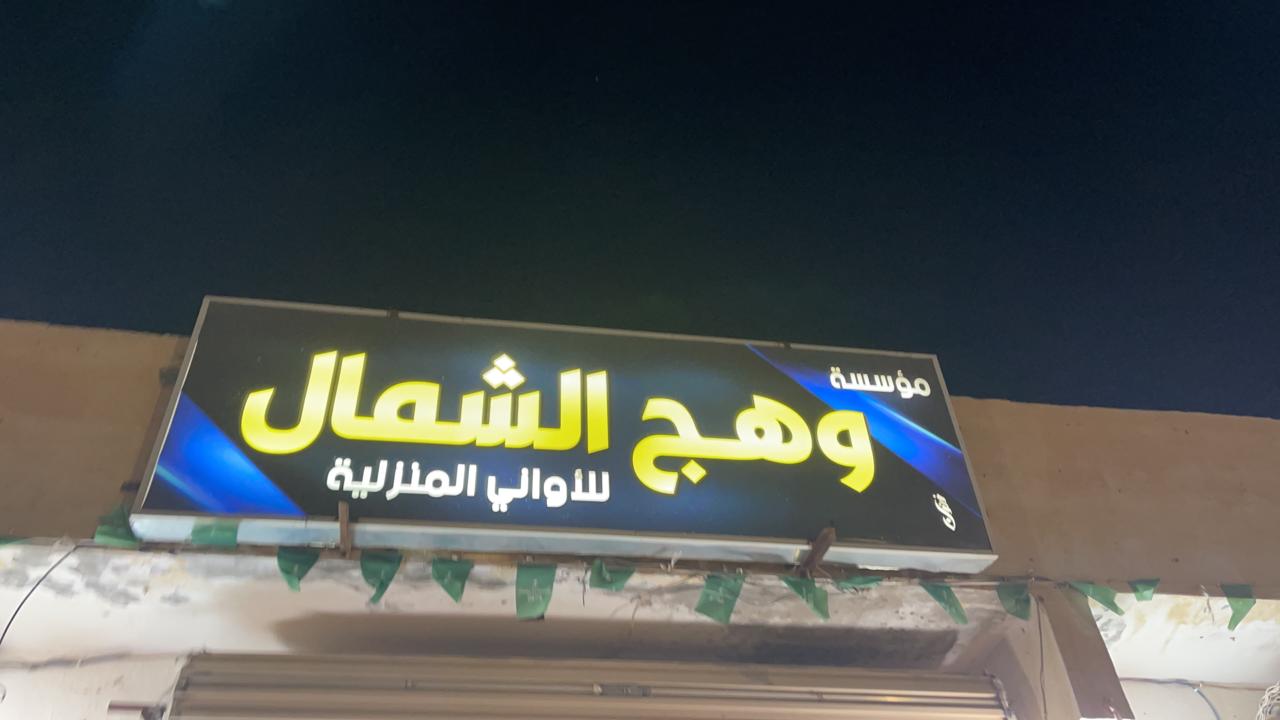 مؤسسة
وهج الشمال
للأواني المنزلية